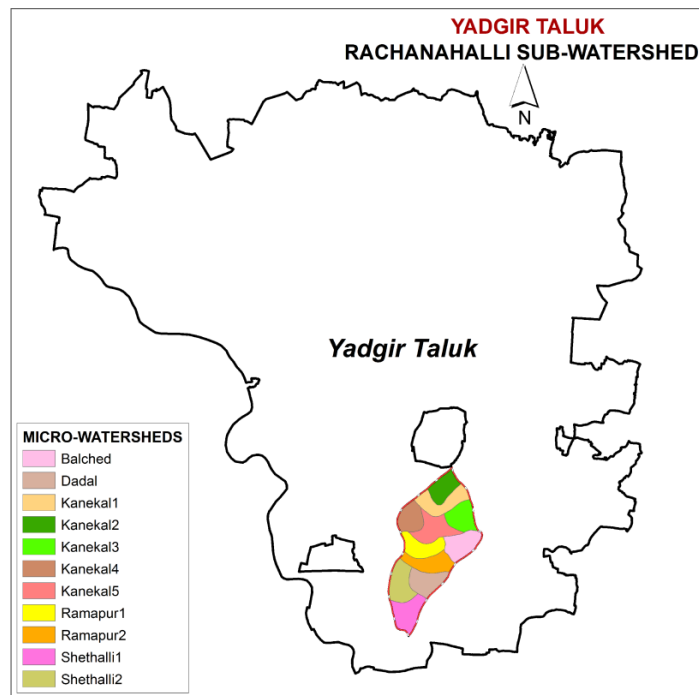 YADGIR TALUK
RACHANAHALLI SUB-WATERSHED
N
Yadgir Taluk
MICRO-WATERSHEDS
Balched
Dadal
Kanekal1
Kanekal2
Kanekal3
Kanekal4
Kanekal5
Ramapur1
Ramapur2
Shethalli1
Shethalli2